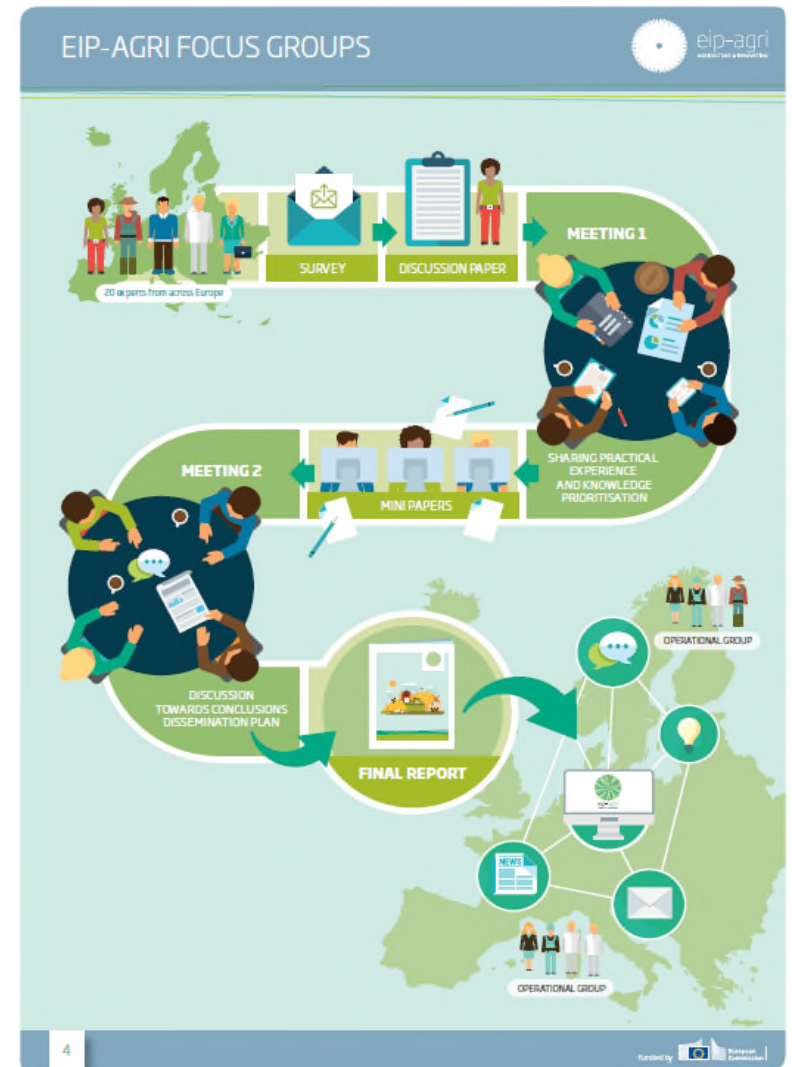 EIP-AGRI FOCUS GROUPS
eip-agri
AGRICULTURE & INNOVATION
SURVEY
DISCUSSION PAPER
MEETING 1
20 experts from across Europe
SHARING PRACTICAL
EXPERIENCE
AND KNOWLEDGE
PRIORITISATION
MINI PAPERS
MEETING 2
OPERATIONAL GROUP
DISCUSSION
TOWARDS CONCLUSIONS
DISSEMINATION PLAN
FINAL REPORT
NEWS
OPERATIONAL GROUP
4
funded by
European
Commission